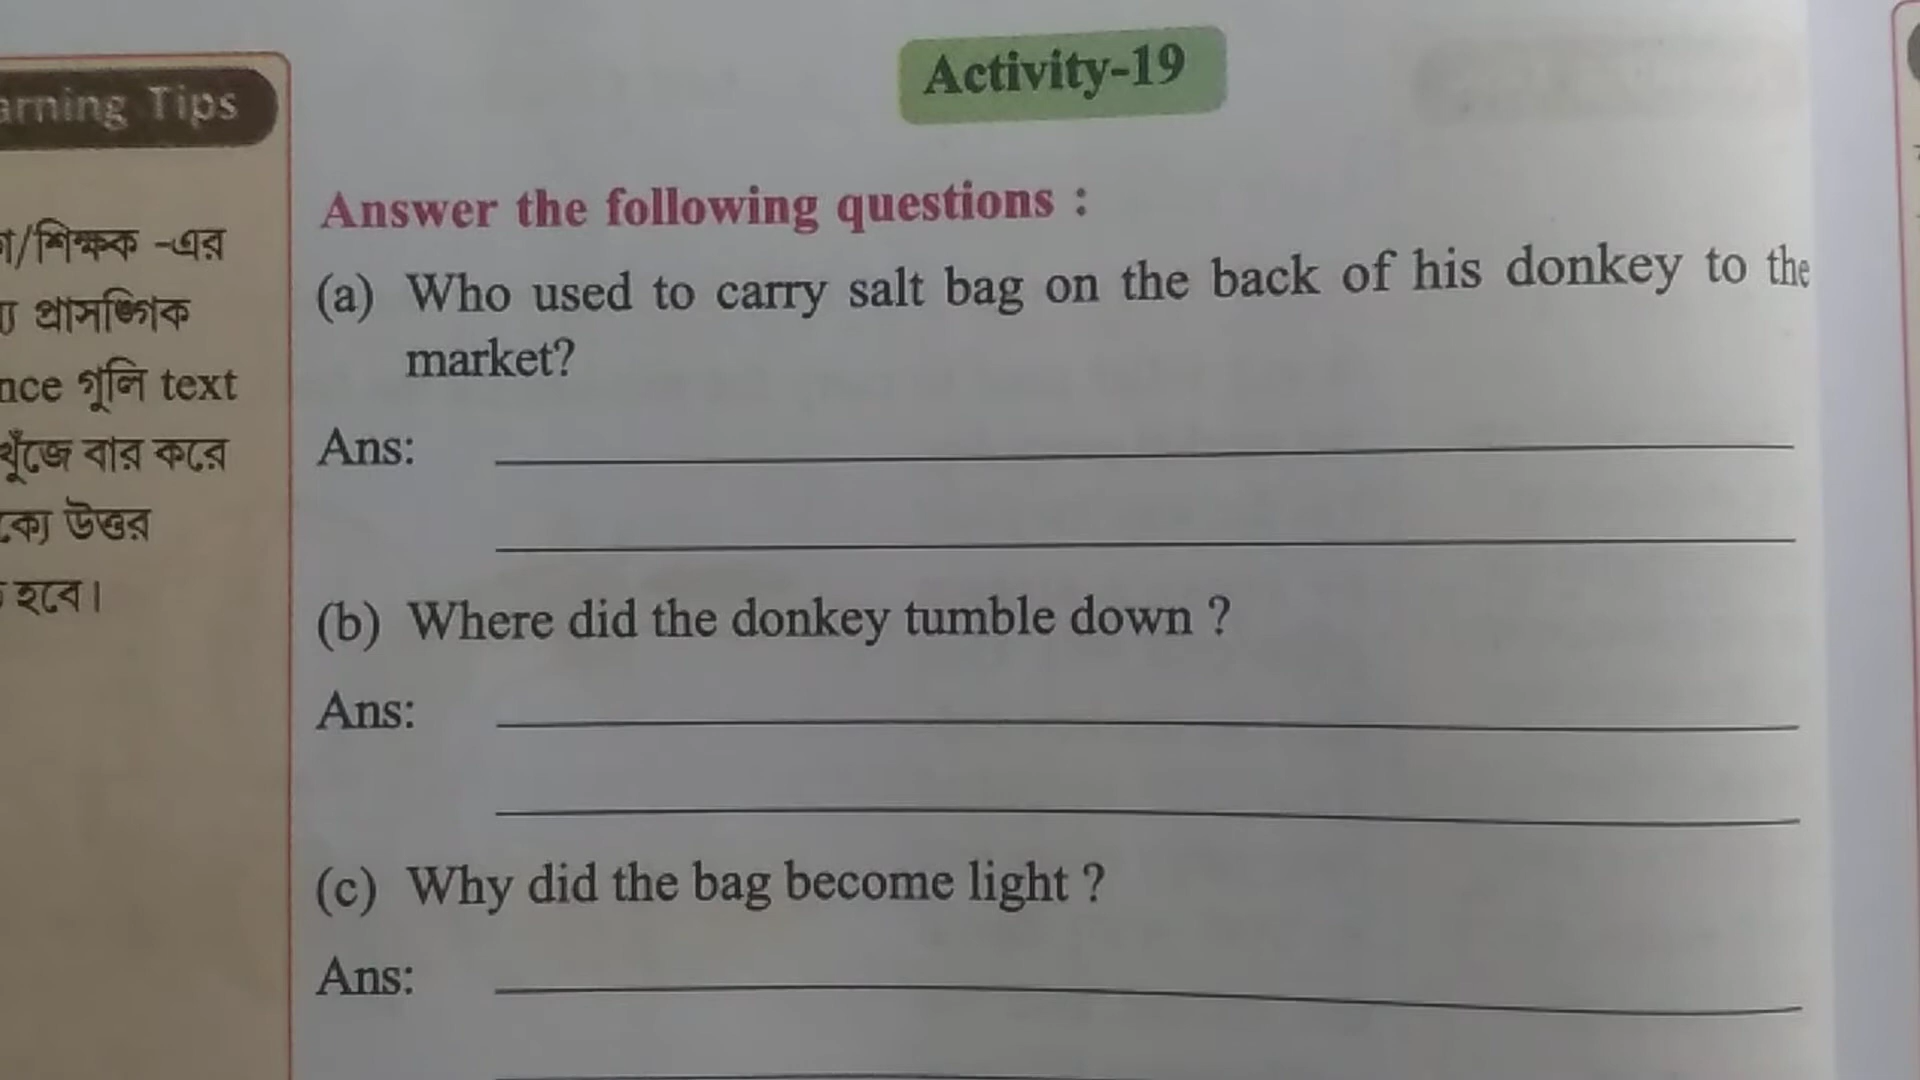 Tips
শিক্ষক -এর
প্রাসঙ্গিক
গুলি text
খুঁজে বার করে
উত্তর
হবে।
Activity-19
Answer the following questions :
(a) Who used to carry salt bag on the back of his donkey to the
market?
Ans:
(b) Where did the donkey tumble down ?
Ans:
(c) Why did the bag become light ?
Ans: